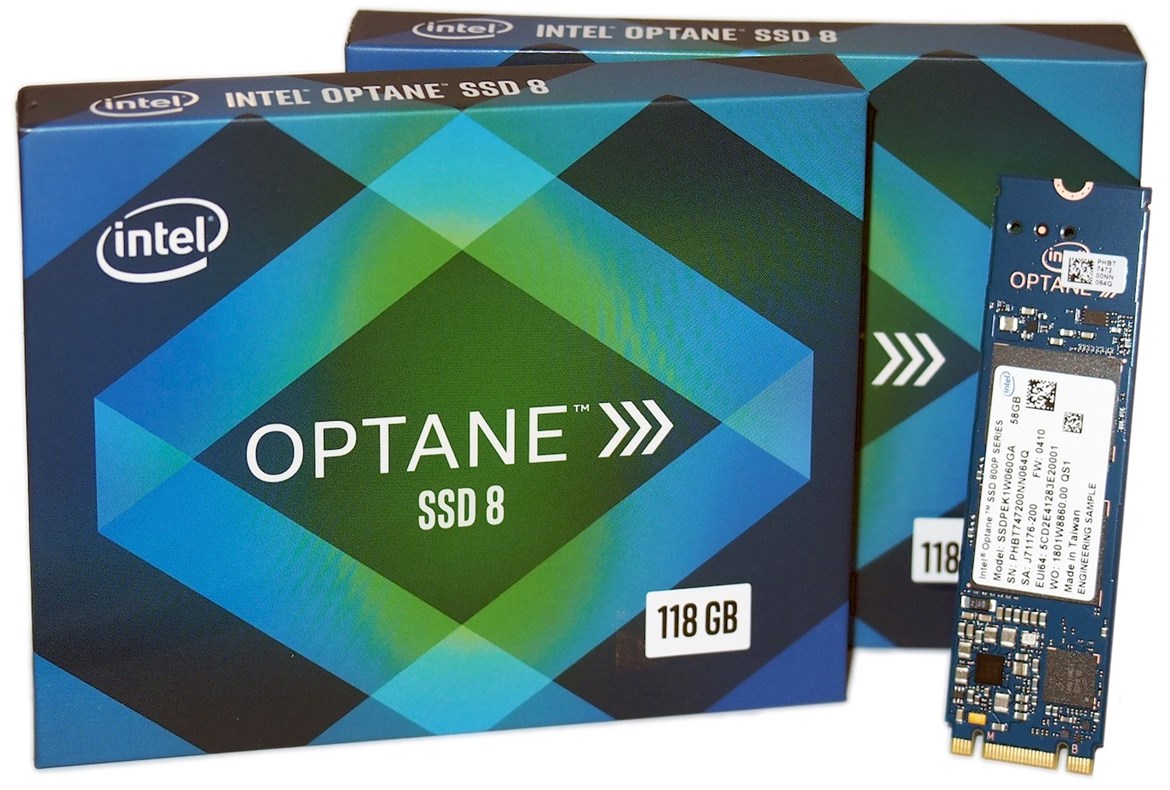 intel INTEL® OPTANE™ SSD 8
intel INTEL® OPTANE™ SSD 8
intel®
OPTANE™
SSD 8
118 GB
118
OPTANE
PHBT
7472
00NN
064Q
intel
58GB
Intel® Optane™ SSD 800P SERIES
Model: SSDPEK1W060GA
SN: PHBT747200NN064Q
SA: J71176-200 FW: 0410
EUI64: 5CD2E41283E20001
WO: 1801W8860.00 QS1
Made in Taiwan
ENGINEERING SAMPLE
M
B